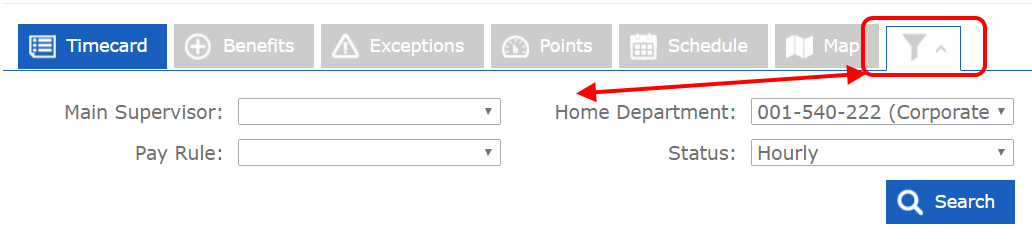 Timecard Benefits Exceptions Points Schedule Map
Main Supervisor: Home Department: 001-540-222 (Corporate
Pay Rule: Status: Hourly
Search